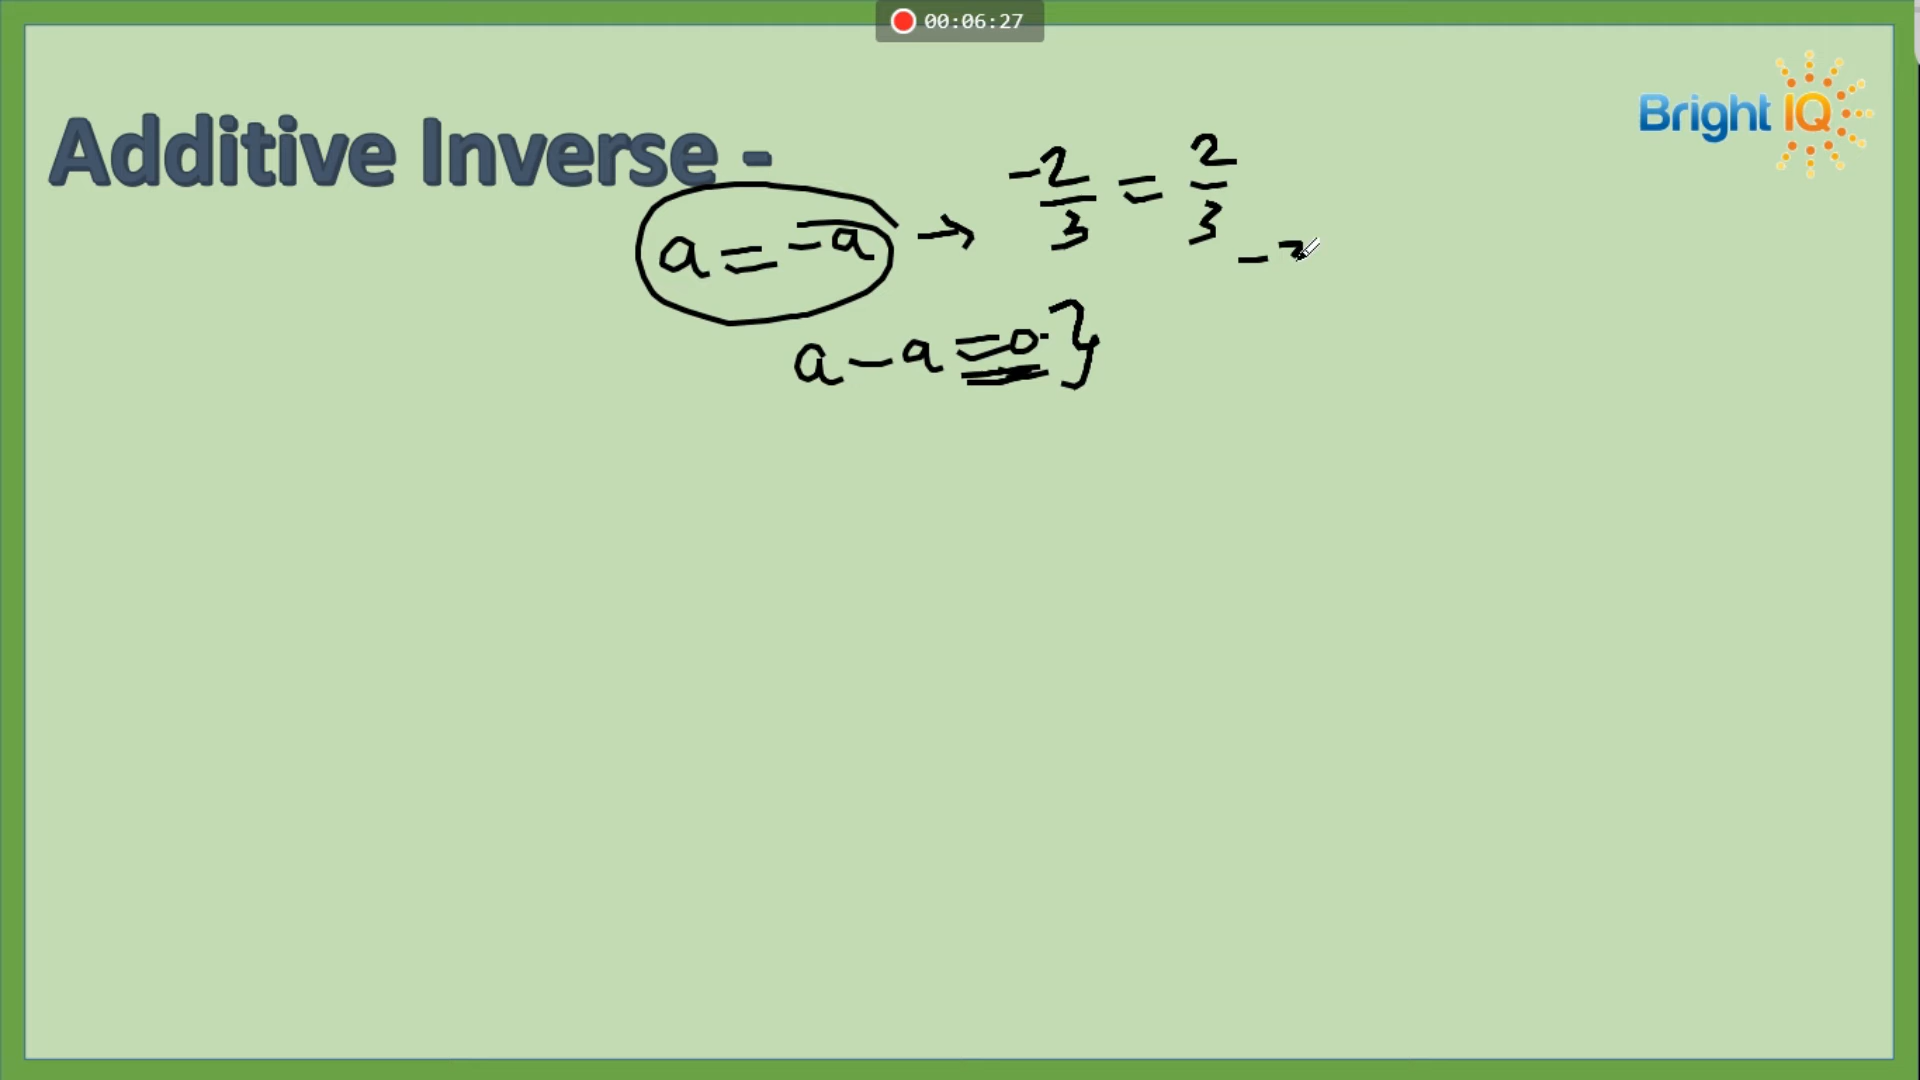 00:06:27
Bright IQ
Additive Inverse -
a = -a → -2/3 = 2/3
a - a = 0 }